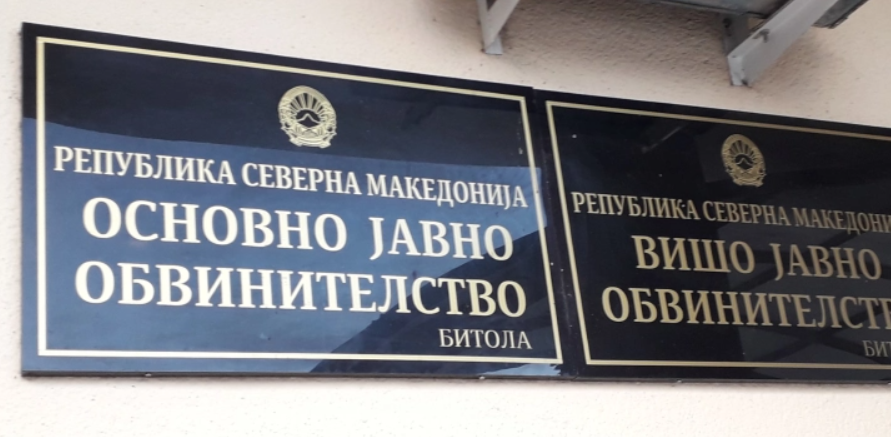 РЕПУБЛИКА СЕВЕРНА МАКЕДОНИЈА
ОСНОВНО ЈАВНО
ОБВИНИТЕЛСТВО
БИТОЛА
РЕПУБЛИКА СЕВЕРНА
ВИШО ЈАВНО